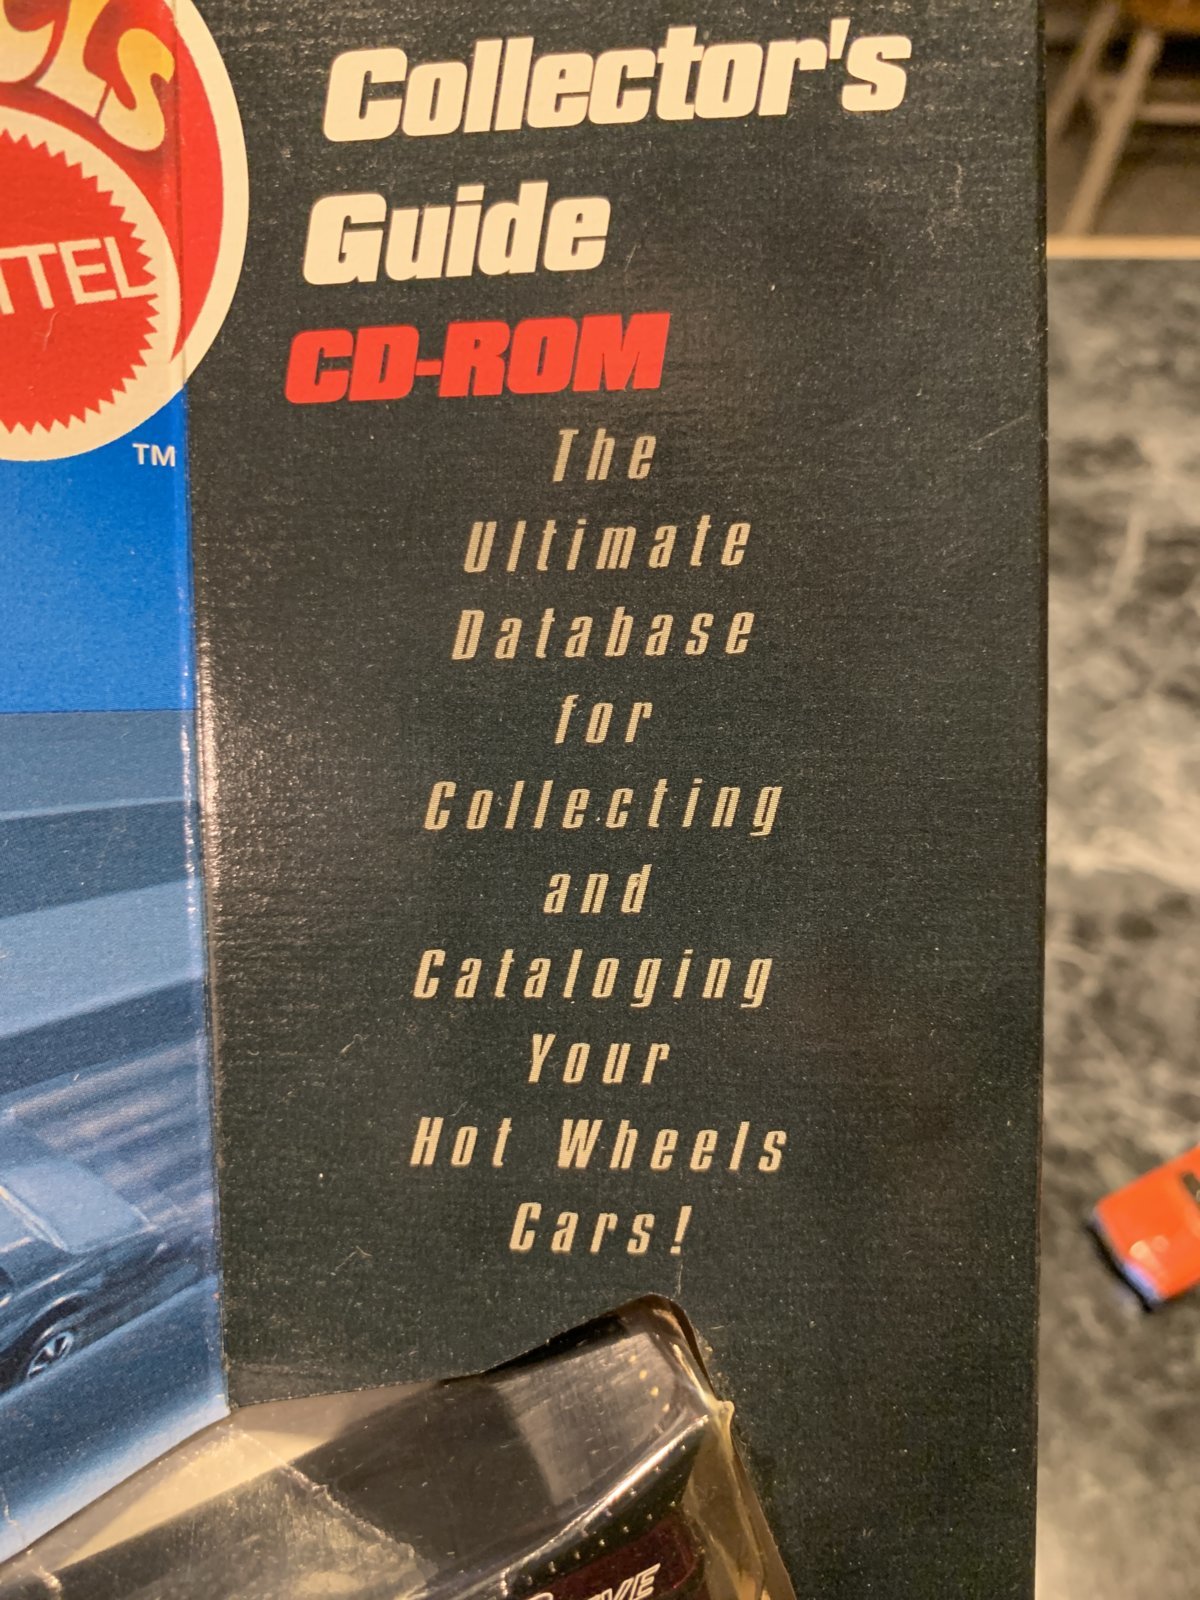 Collector's
Guide
CD-ROM
The
Ultimate
Database
for
Collecting
and
Cataloging
Your
Hot Wheels
Cars!
TM